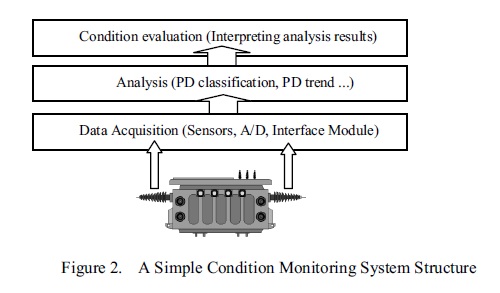 Condition evaluation (Interpreting analysis results)
Analysis (PD classification, PD trend ...)
Data Acquisition (Sensors, A/D, Interface Module)
Figure 2. A Simple Condition Monitoring System Structure